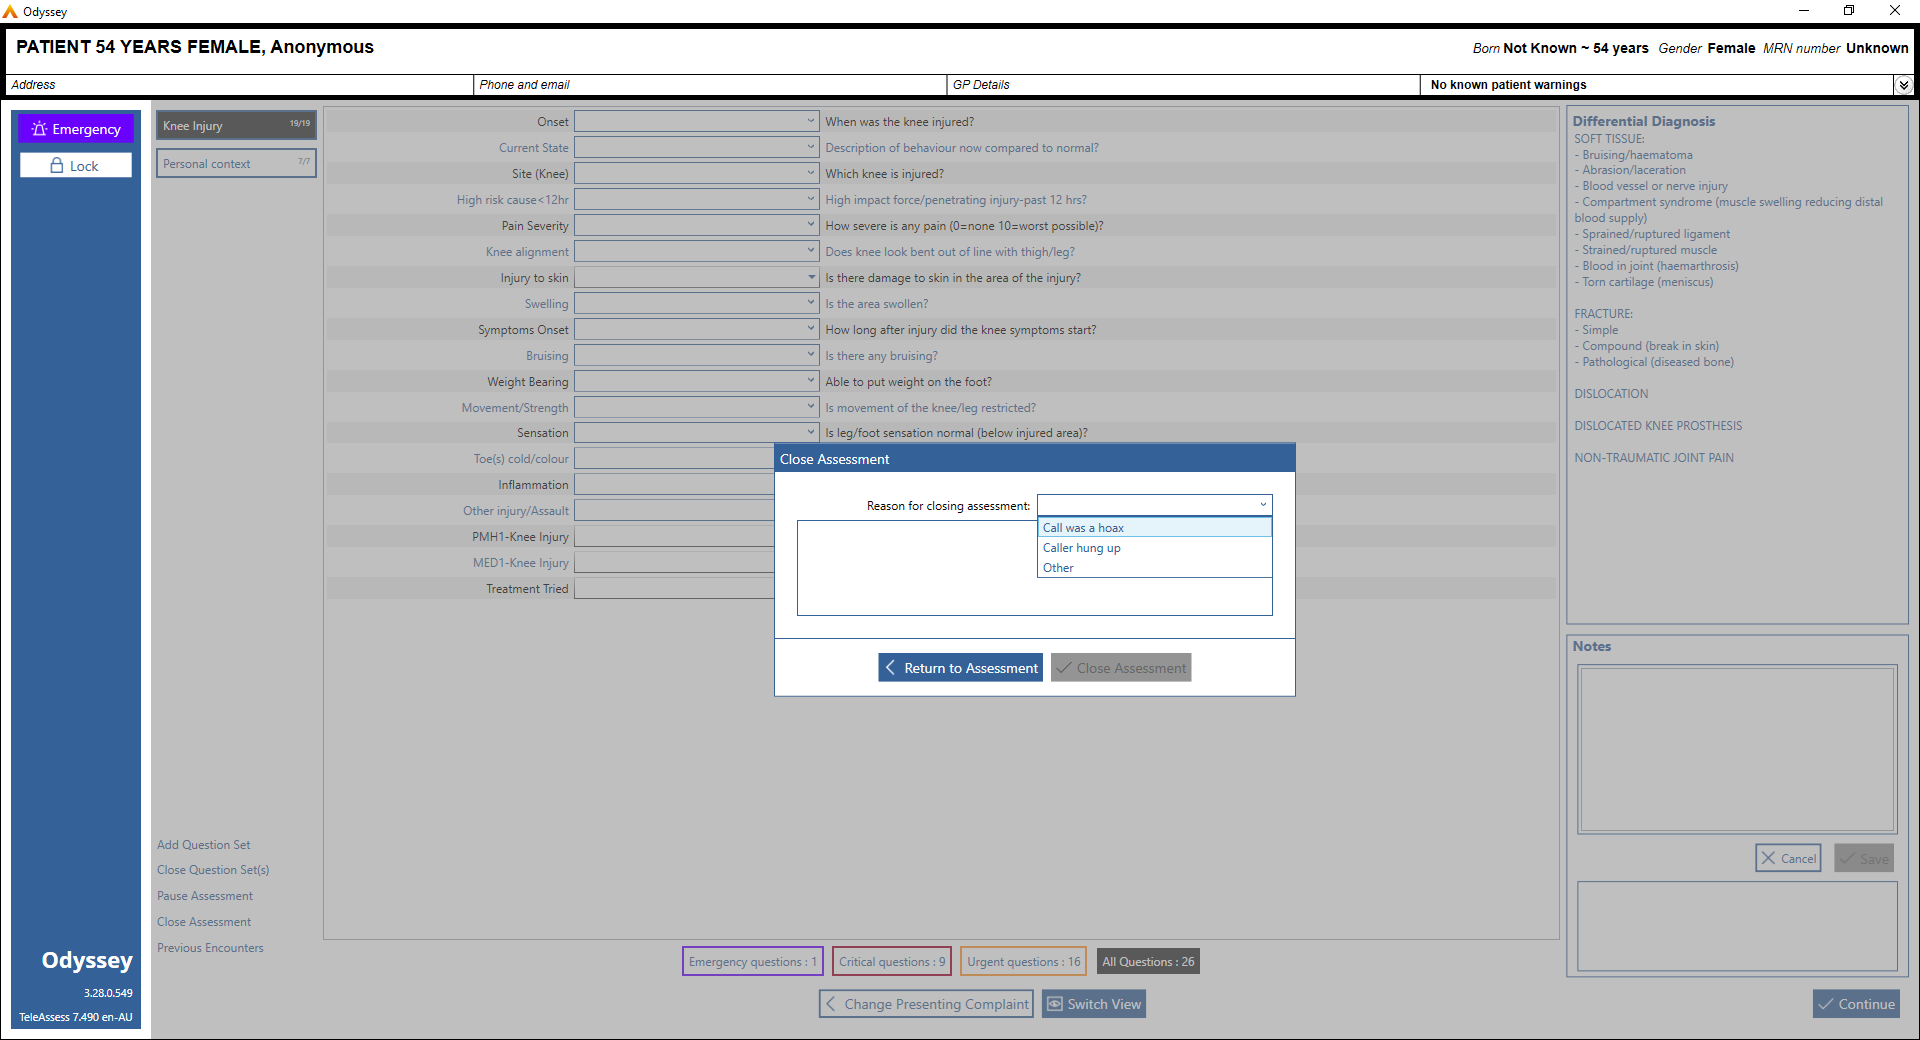 Odyssey
PATIENT 54 YEARS FEMALE, Anonymous
Born Not Known ~ 54 years Gender Female MRN number Unknown
Address
Phone and email
GP Details
No known patient warnings
Emergency
Lock
Knee Injury 19/19
Personal context 7/7
Onset When was the knee injured?
Current State Description of behaviour now compared to normal?
Site (Knee) Which knee is injured?
High risk cause<12hr High impact force/penetrating injury-past 12 hrs?
Pain Severity How severe is any pain (0=none 10=worst possible)?
Knee alignment Does knee look bent out of line with thigh/leg?
Injury to skin Is there damage to skin in the area of the injury?
Swelling Is the area swollen?
Symptoms Onset How long after injury did the knee symptoms start?
Bruising Is there any bruising?
Weight Bearing Able to put weight on the foot?
Movement/Strength Is movement of the knee/leg restricted?
Sensation Is leg/foot sensation normal (below injured area)?
Toe(s) cold/colour
Inflammation
Other injury/Assault
PMH1-Knee Injury
MED1-Knee Injury
Treatment Tried
Close Assessment
Reason for closing assessment:
Call was a hoax
Caller hung up
Other
Return to Assessment
Close Assessment
Differential Diagnosis
SOFT TISSUE:
- Bruising/haematoma
- Abrasion/laceration
- Blood vessel or nerve injury
- Compartment syndrome (muscle swelling reducing distal
blood supply)
- Sprained/ruptured ligament
- Strained/ruptured muscle
- Blood in joint (haemarthrosis)
- Torn cartilage (meniscus)
FRACTURE:
- Simple
- Compound (break in skin)
- Pathological (diseased bone)
DISLOCATION
DISLOCATED KNEE PROSTHESIS
NON-TRAUMATIC JOINT PAIN
Notes
Cancel
Save
Add Question Set
Close Question Set(s)
Pause Assessment
Close Assessment
Previous Encounters
Odyssey
3.28.0.549
TeleAssess 7.490 en-AU
Emergency questions : 1
Critical questions : 9
Urgent questions : 16
All Questions : 26
Change Presenting Complaint
Switch View
Continue